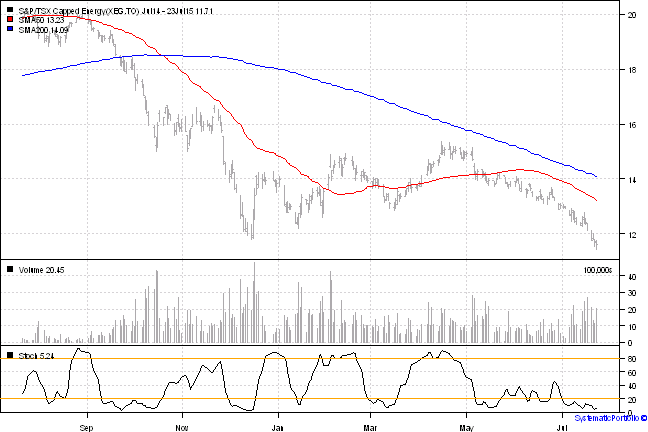 S&P/TSX Capped Energy(XEG.TO) Jul14 - 23Jul15 11.71
SMA50 13.23
SMA200 14.09
20
18
16
14
12
Volume 20.45
100,000s
40
30
20
10
0
Stoch 5.24
80
60
40
20
0
Sep Nov Jan Mar May Jul
SystematicPortfolio ©